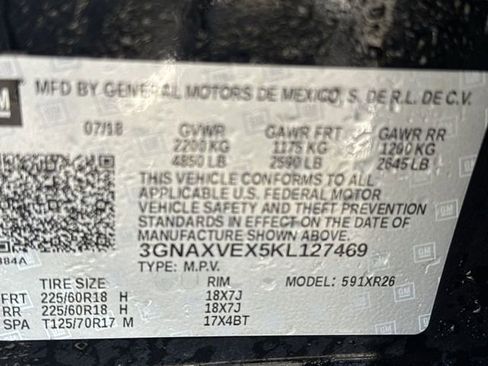 GM MFD BY GENERAL MOTORS DE MEXICO, S. DE R.L. DE C.V.
07/18 GVWR GAWR FRT GAWR RR
2200 KG 1175 KG 1200 KG
4850 LB 2590 LB 2645 LB
THIS VEHICLE CONFORMS TO ALL
APPLICABLE U.S. FEDERAL MOTOR
VEHICLE SAFETY AND THEFT PREVENTION
STANDARDS IN EFFECT ON THE DATE OF
MANUFACTURE SHOWN ABOVE.
3GNAXVEX5KL127469
TYPE: M.P.V. MODEL: 591XR26
384A
TIRE SIZE RIM
FRT 225/60R18 H 18X7J
RR 225/60R18 H 18X7J
SPA T125/70R17 M 17X4BT